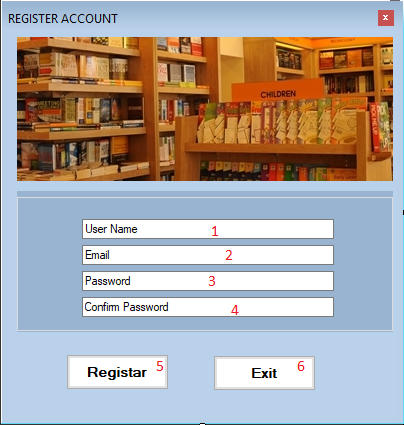 REGISTER ACCOUNT
x
CHILDREN
User Name 1
Email 2
Password 3
Confirm Password 4
Registar 5
Exit 6